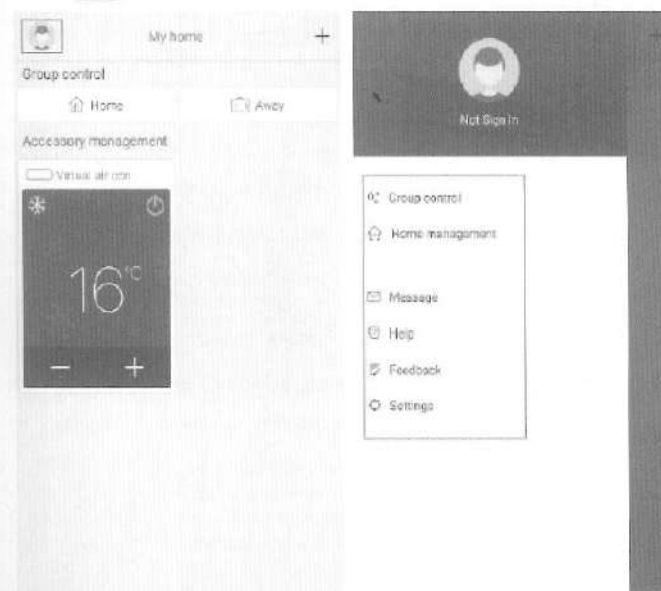 My home
+
Group control
Home
Away
Accessory management
Virtual air con
16°C
− +
Not Sign In
Group control
Home management
Message
Help
Feedback
Settings